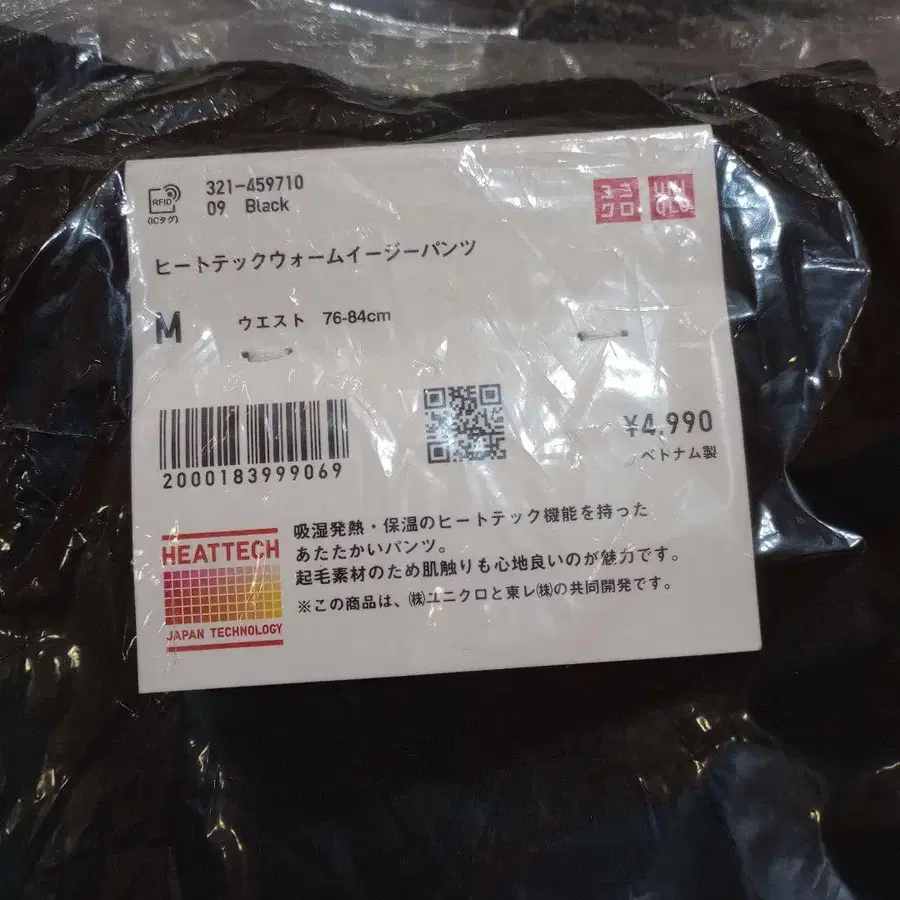 RFID
(ICタグ)
321-459710
09 Black
ユニ
クロ
UNI
QLO
ヒートテックウォームイージーパンツ
M ウエスト 76-84cm
¥4,990
ベトナム製
2000183999069
HEATTECH
JAPAN TECHNOLOGY
吸湿発熱・保温のヒートテック機能を持った
あたたかいパンツ。
起毛素材のため肌触りも心地良いのが魅力です。
※この商品は、㈱ユニクロと東レ㈱の共同開発です。